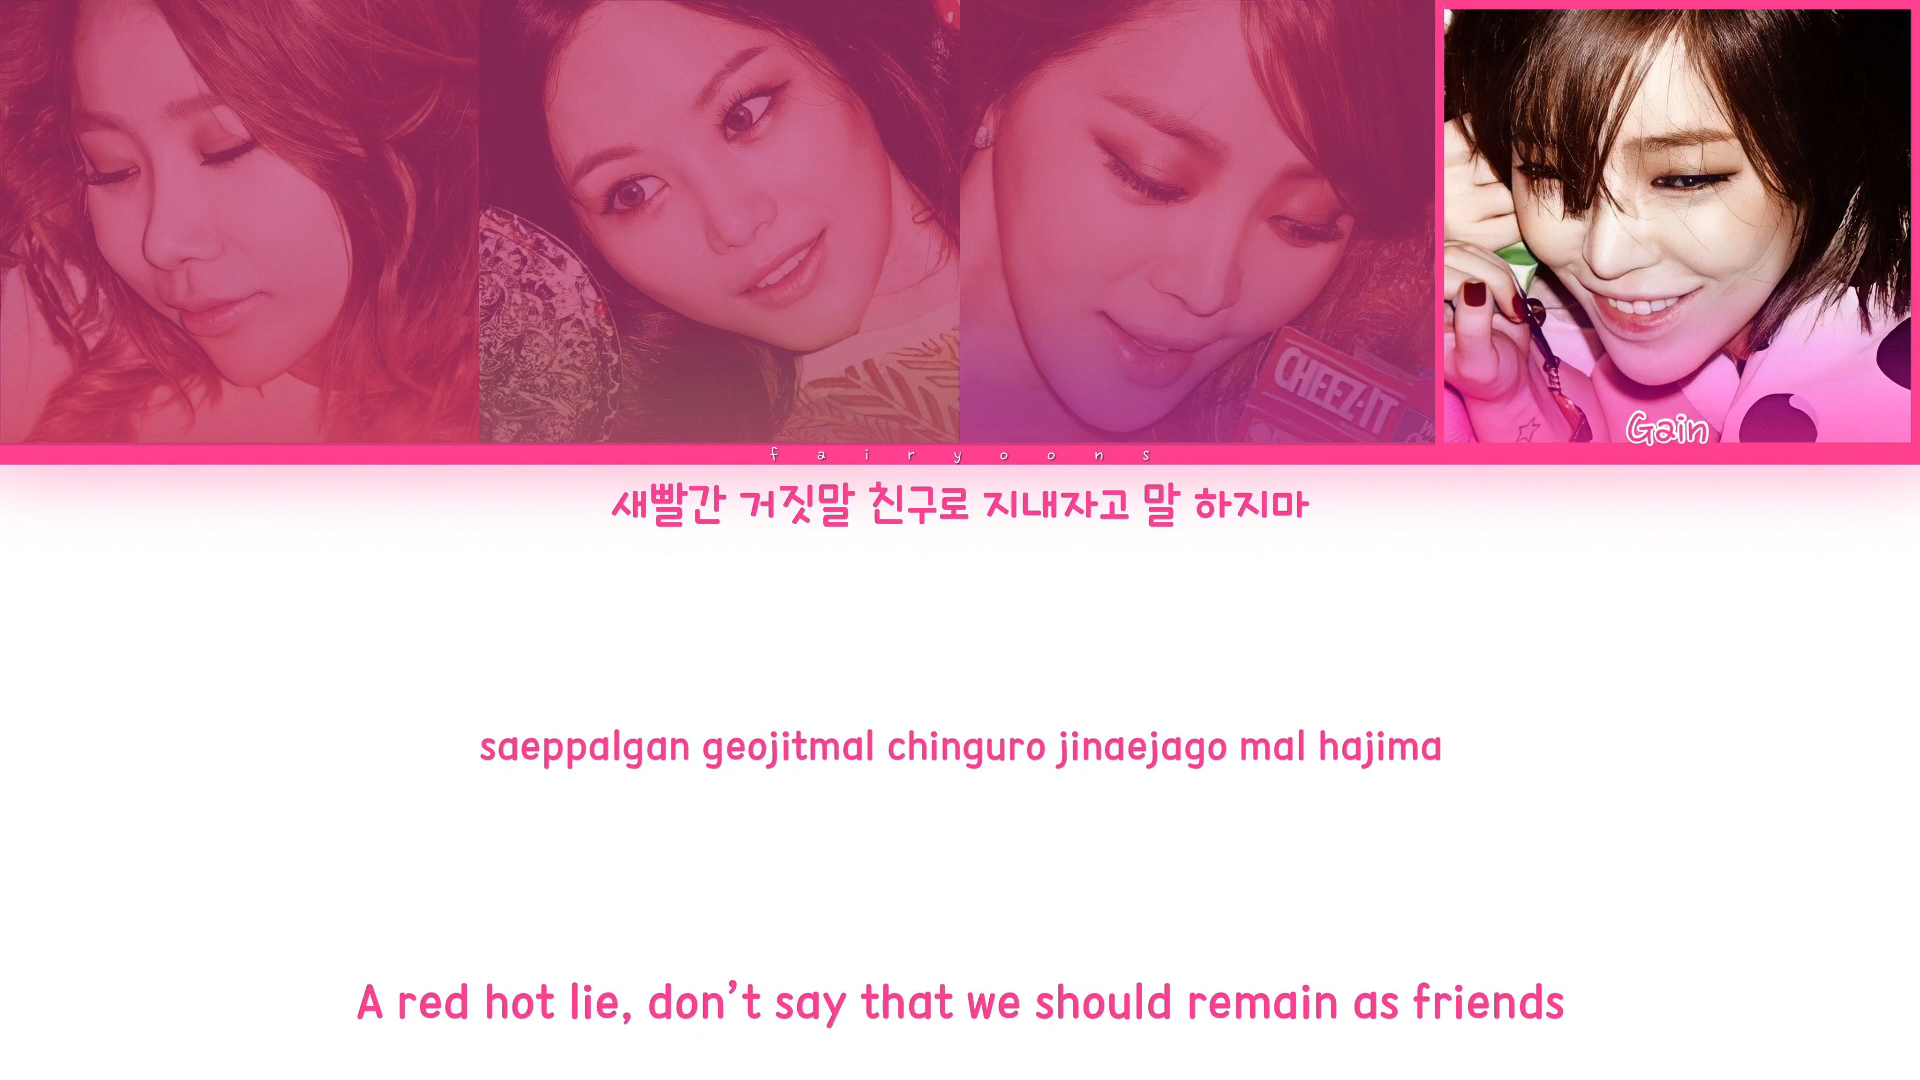 CHEEZ-IT
Gain
fairyoons
새빨간 거짓말 친구로 지내자고 말 하지마
saeppalgan geojitmal chinguro jinaejago mal hajima
A red hot lie, don't say that we should remain as friends